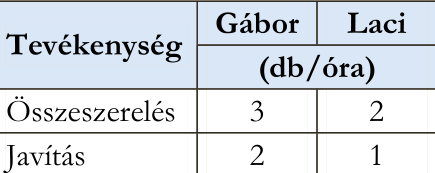 Tevékenység Gábor Laci
(db/óra)
Összeszerelés 3 2
Javítás 2 1